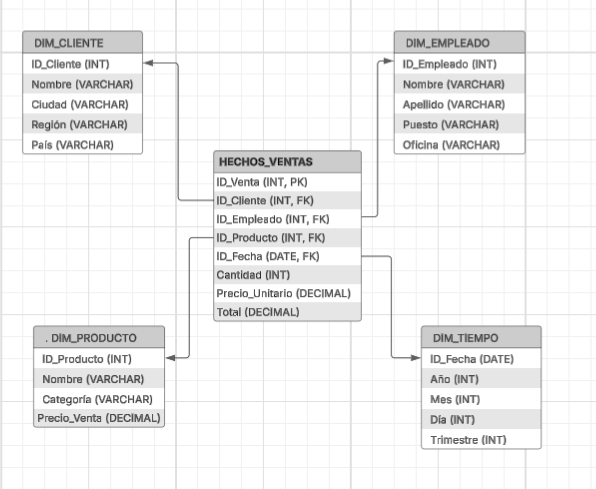 DIM_CLIENTE
ID_Cliente (INT)
Nombre (VARCHAR)
Ciudad (VARCHAR)
Región (VARCHAR)
País (VARCHAR)
DIM_EMPLEADO
ID_Empleado (INT)
Nombre (VARCHAR)
Apellido (VARCHAR)
Puesto (VARCHAR)
Oficina (VARCHAR)
HECHOS_VENTAS
ID_Venta (INT, PK)
ID_Cliente (INT, FK)
ID_Empleado (INT, FK)
ID_Producto (INT, FK)
ID_Fecha (DATE, FK)
Cantidad (INT)
Precio_Unitario (DECIMAL)
Total (DECIMAL)
. DIM_PRODUCTO
ID_Producto (INT)
Nombre (VARCHAR)
Categoría (VARCHAR)
Precio_Venta (DECIMAL)
DIM_TIEMPO
ID_Fecha (DATE)
Año (INT)
Mes (INT)
Día (INT)
Trimestre (INT)